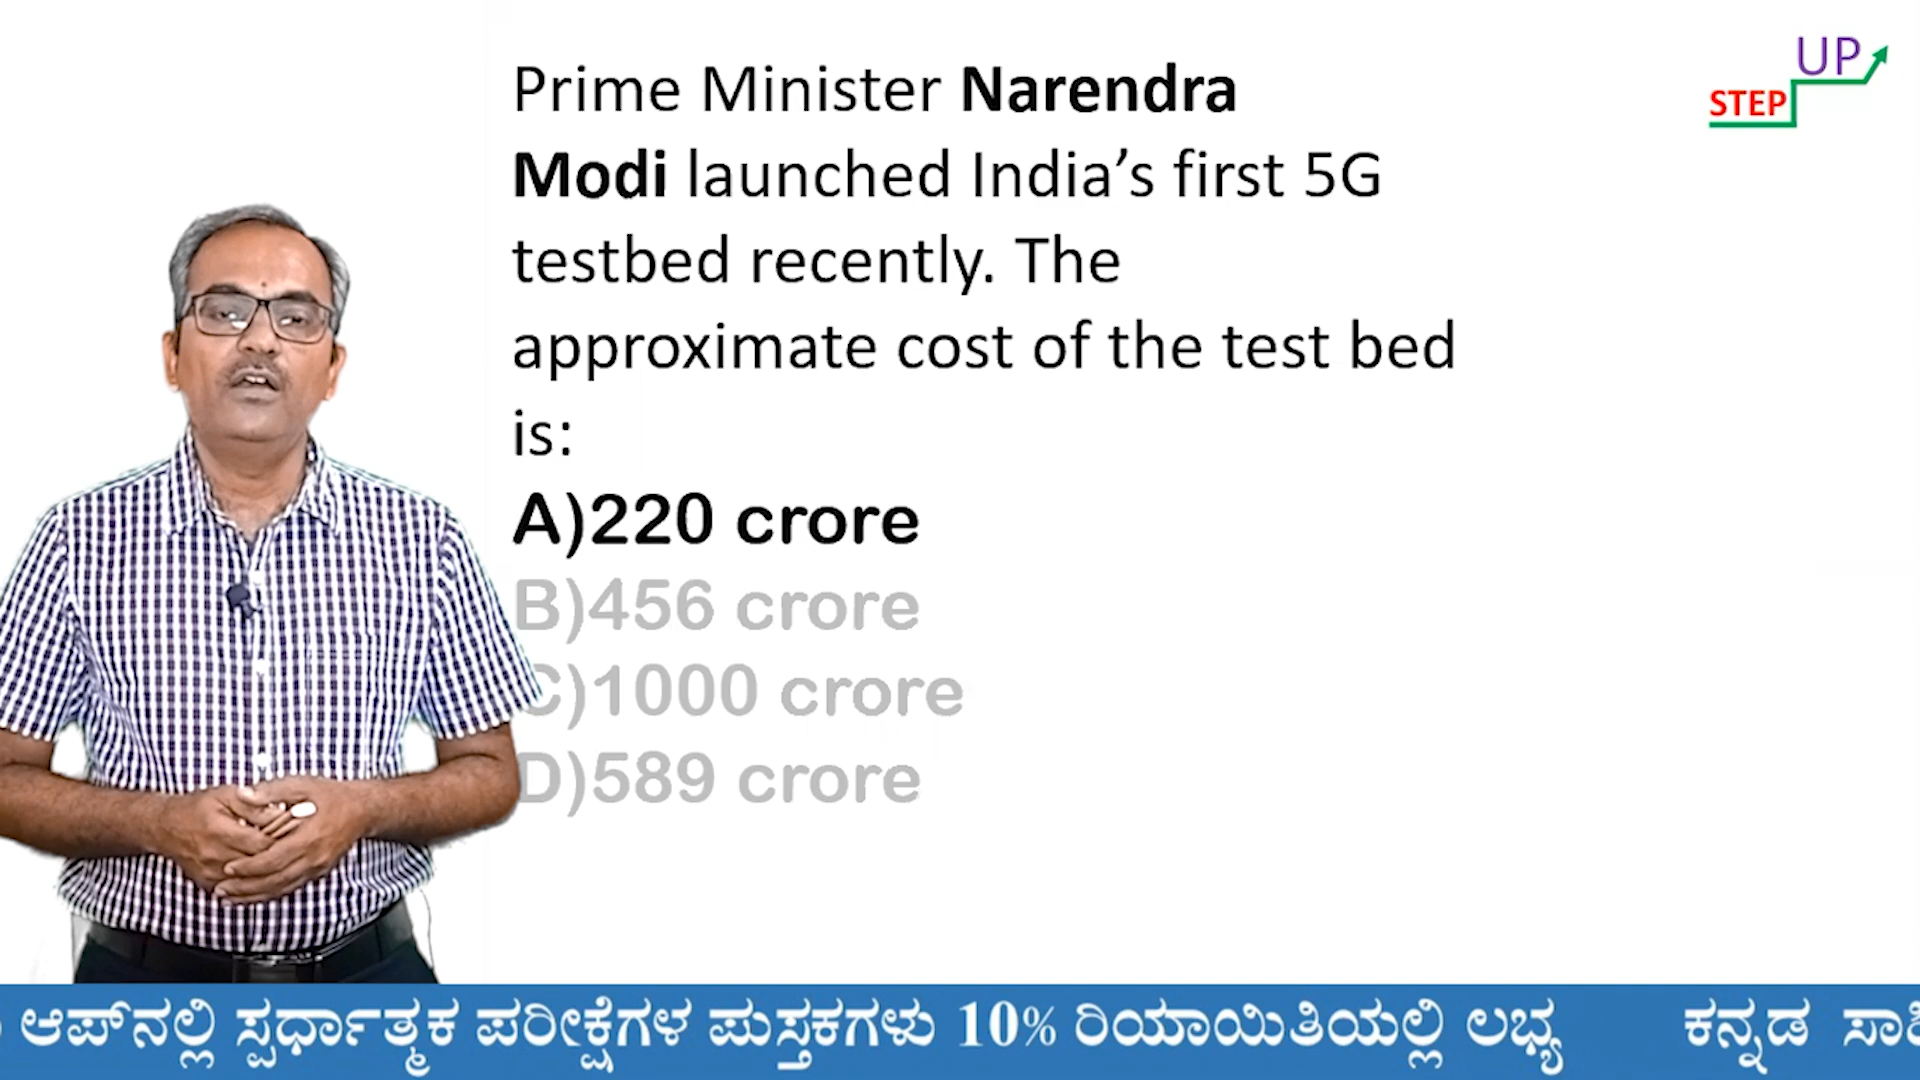 UP
STEP
Prime Minister Narendra
Modi launched India’s first 5G
testbed recently. The
approximate cost of the test bed
is:
A)220 crore
B)456 crore
C)1000 crore
D)589 crore
ಆಪ್‌ನಲ್ಲಿ ಸ್ಪರ್ಧಾತ್ಮಕ ಪರೀಕ್ಷೆಗಳ ಪುಸ್ತಕಗಳು 10% ರಿಯಾಯಿತಿಯಲ್ಲಿ ಲಭ್ಯ ಕನ್ನಡ